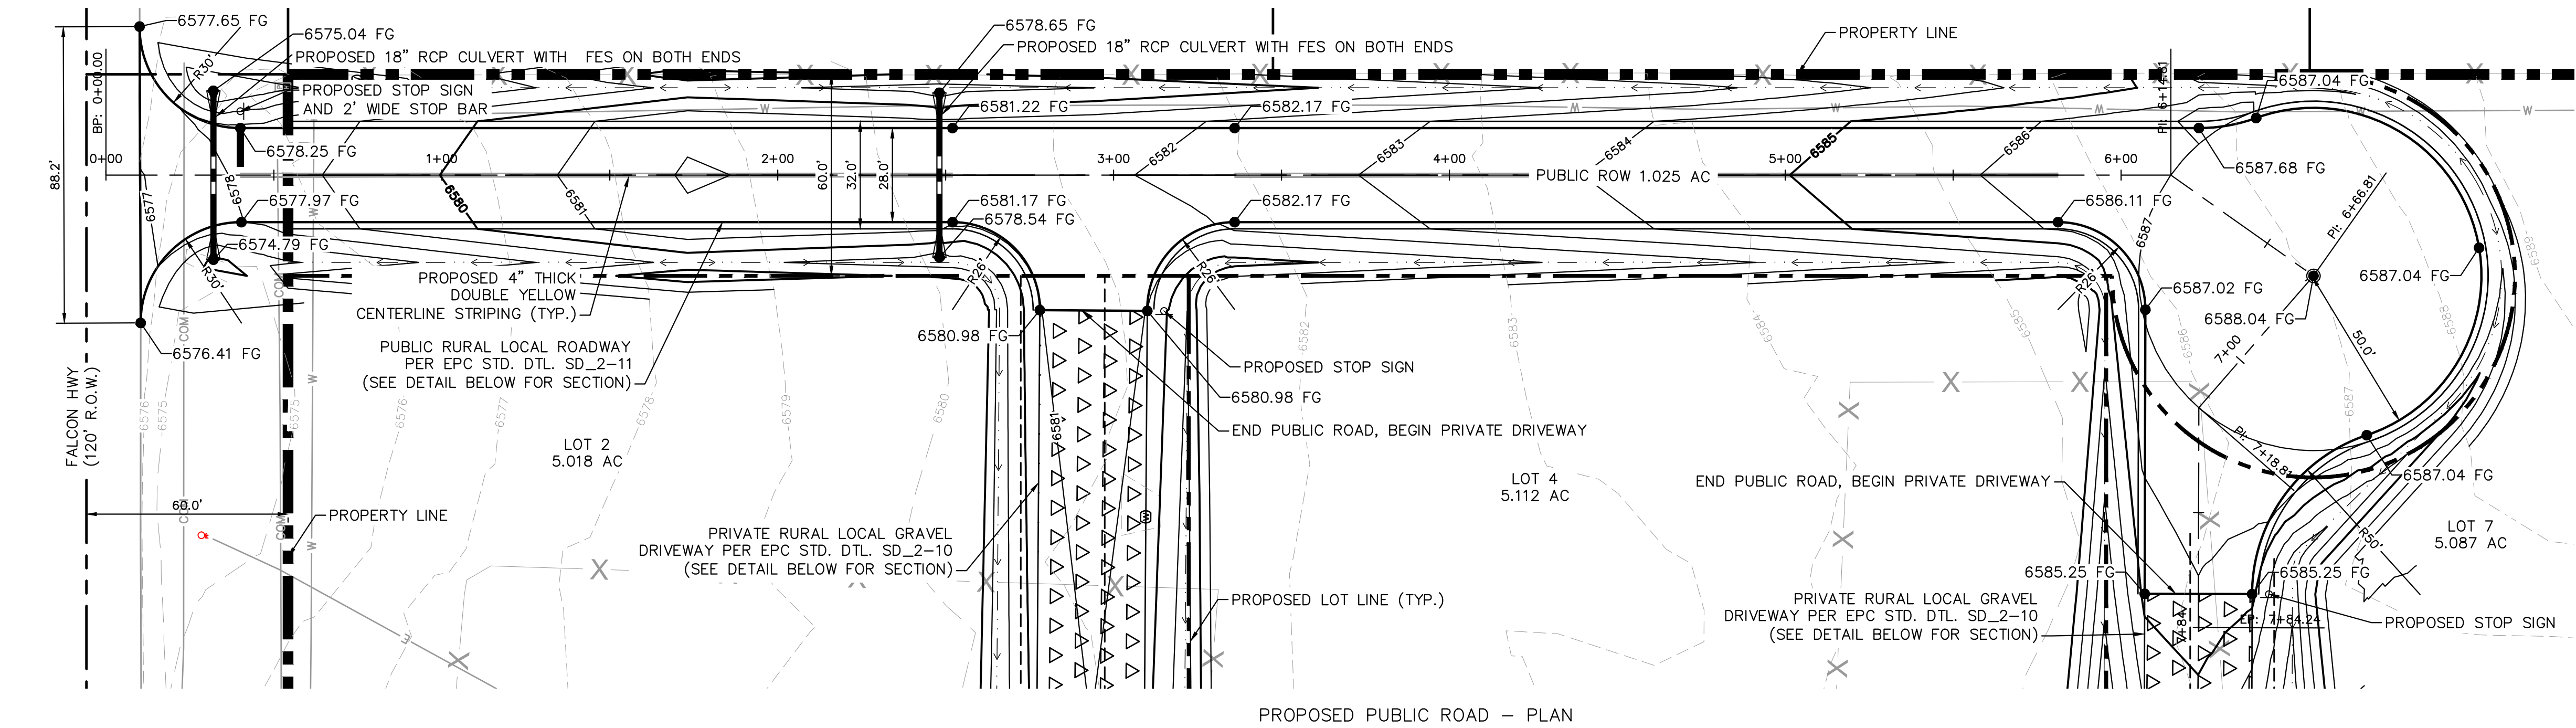 6577.65 FG
6575.04 FG
PROPOSED 18" RCP CULVERT WITH FES ON BOTH ENDS
R30'
PROPOSED STOP SIGN
AND 2' WIDE STOP BAR
6578.65 FG
PROPOSED 18" RCP CULVERT WITH FES ON BOTH ENDS
PROPERTY LINE
BP: 0+00.00
88.2'
0+00
6578.25 FG
6577
6578
6577.97 FG
6574.79 FG
R30'
6576.41 FG
1+00
6580
6581
2+00
60.0'
32.0'
28.0'
6581.22 FG
6582.17 FG
3+00
6582
6583
4+00
6584
PUBLIC ROW 1.025 AC
5+00
6585
6586
6+00
PI: 6+14.81
6587.04 FG
6587.68 FG
6581.17 FG
6578.54 FG
6582.17 FG
6586.11 FG
6587
PI: 6+66.81
6587.04 FG
6587.02 FG
6588.04 FG
7+00
50.0'
6589
6588
PROPOSED 4" THICK
DOUBLE YELLOW
CENTERLINE STRIPING (TYP.)
R26'
R26'
R26'
6580.98 FG
PUBLIC RURAL LOCAL ROADWAY
PER EPC STD. DTL. SD_2-11
(SEE DETAIL BELOW FOR SECTION)
PROPOSED STOP SIGN
6580.98 FG
END PUBLIC ROAD, BEGIN PRIVATE DRIVEWAY
FALCON HWY
(120' R.O.W.)
6576
6575
COM
W
6575
6576
6577
6578
6579
6580
6581
6582
6583
6584
6585
6586
6587
LOT 2
5.018 AC
LOT 4
5.112 AC
PI: 7+18.81
6587.04 FG
END PUBLIC ROAD, BEGIN PRIVATE DRIVEWAY
60.0'
COM
COM
W
PROPERTY LINE
E
PRIVATE RURAL LOCAL GRAVEL
DRIVEWAY PER EPC STD. DTL. SD_2-10
(SEE DETAIL BELOW FOR SECTION)
PROPOSED LOT LINE (TYP.)
R50'
LOT 7
5.087 AC
6585.25 FG
6585.25 FG
PRIVATE RURAL LOCAL GRAVEL
DRIVEWAY PER EPC STD. DTL. SD_2-10
(SEE DETAIL BELOW FOR SECTION)
7+84
EP: 7+84.24
PROPOSED STOP SIGN
PROPOSED PUBLIC ROAD - PLAN